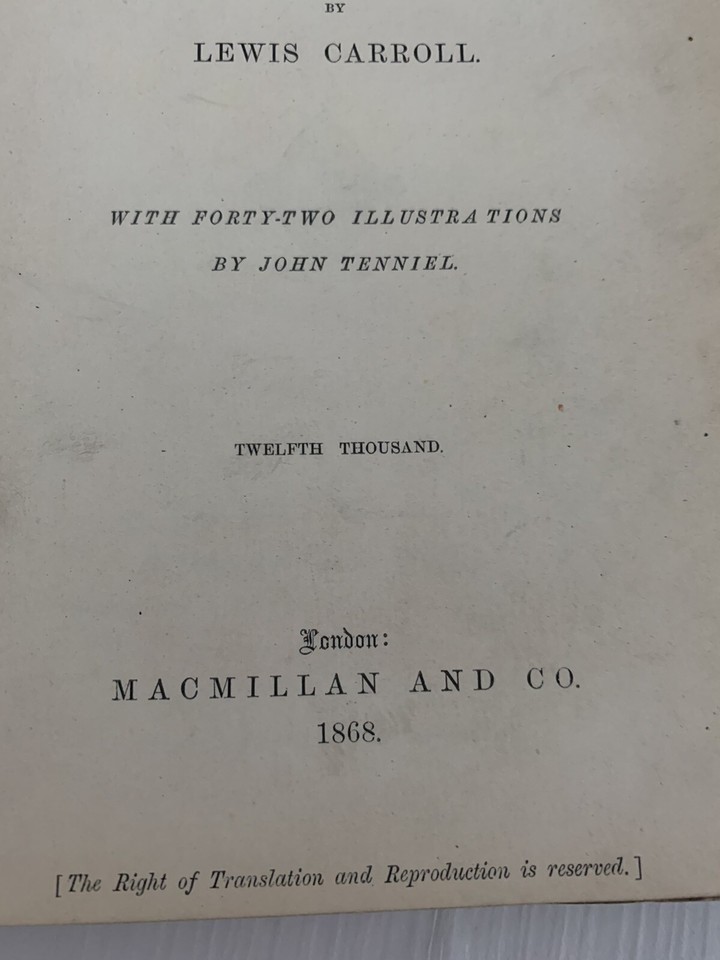 BY
LEWIS CARROLL.
WITH FORTY-TWO ILLUSTRATIONS
BY JOHN TENNIEL.
TWELFTH THOUSAND.
London:
MACMILLAN AND CO.
1868.
[The Right of Translation and Reproduction is reserved.]